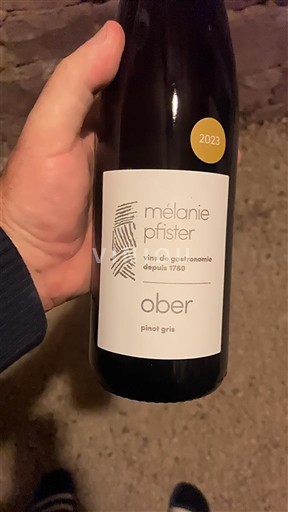 2023
mélanie
pfister
vins de gastronomie
depuis 1780
ober
pinot gris